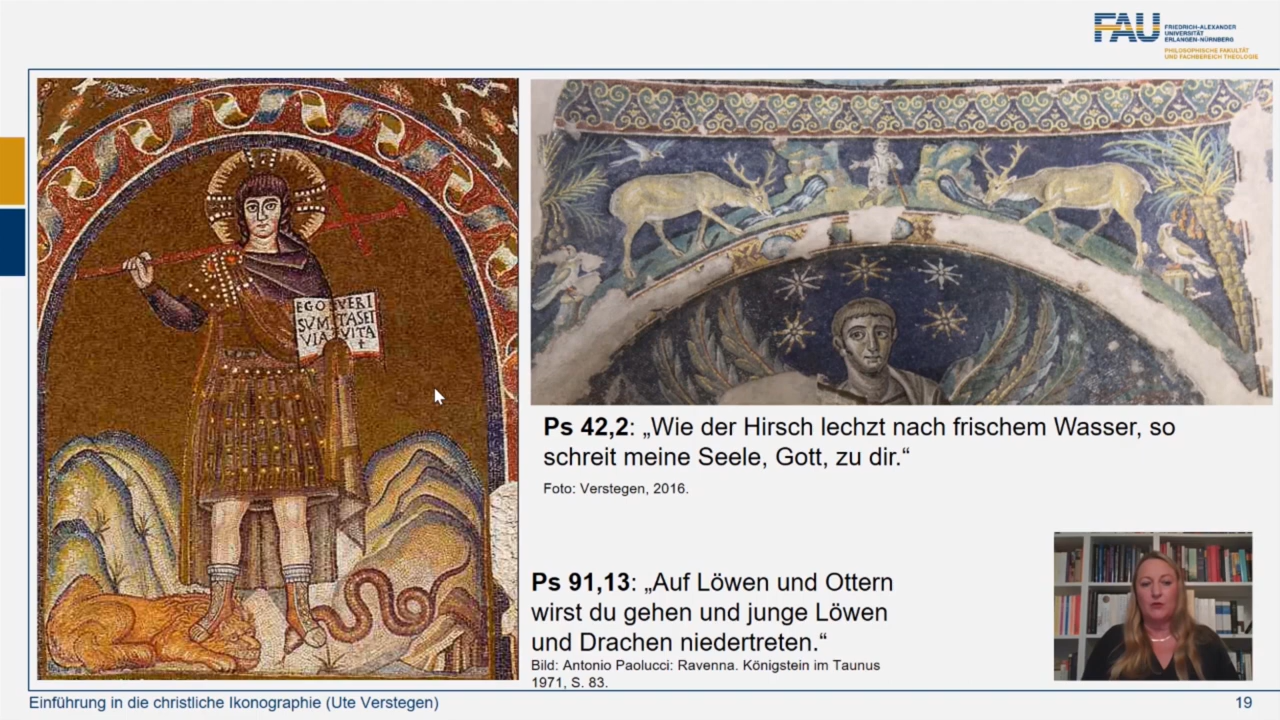 FAU
FRIEDRICH-ALEXANDER
UNIVERSITÄT
ERLANGEN-NÜRNBERG
PHILOSOPHISCHE FAKULTÄT
UND FACHBEREICH THEOLOGIE
EGO VERI
SVM TASET
VIA VITA
Ps 42,2: „Wie der Hirsch lechzt nach frischem Wasser, so
schreit meine Seele, Gott, zu dir.“
Foto: Verstegen, 2016.
Ps 91,13: „Auf Löwen und Ottern
wirst du gehen und junge Löwen
und Drachen niedertreten.“
Bild: Antonio Paolucci: Ravenna. Königstein im Taunus
1971, S. 83.
Einführung in die christliche Ikonographie (Ute Verstegen)
19